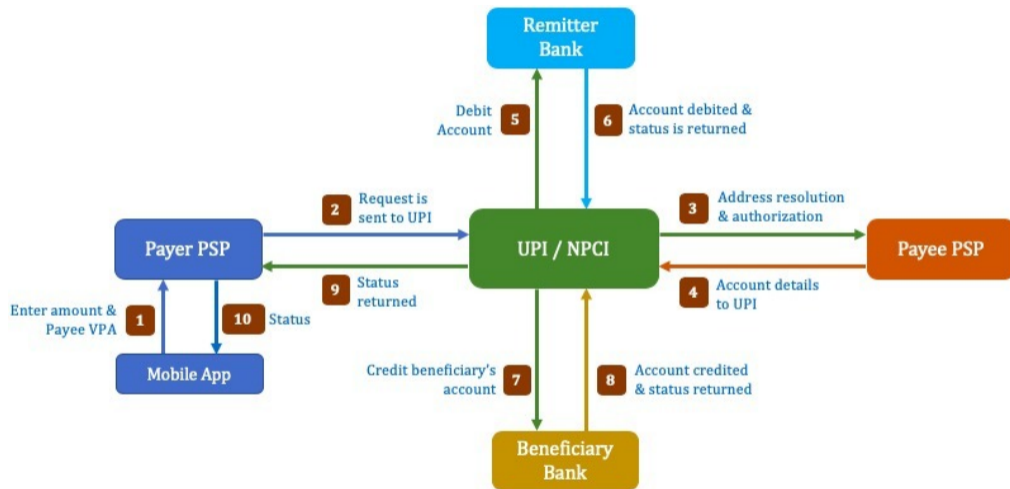 Remitter
Bank
Debit
Account
5
6
Account debited &
status is returned
2
Request is
sent to UPI
3
Address resolution
& authorization
Payer PSP
UPI / NPCI
Payee PSP
9
Status
returned
4
Account details
to UPI
Enter amount &
Payee VPA
1
10
Status
Mobile App
Credit beneficiary's
account
7
8
Account credited
& status returned
Beneficiary
Bank